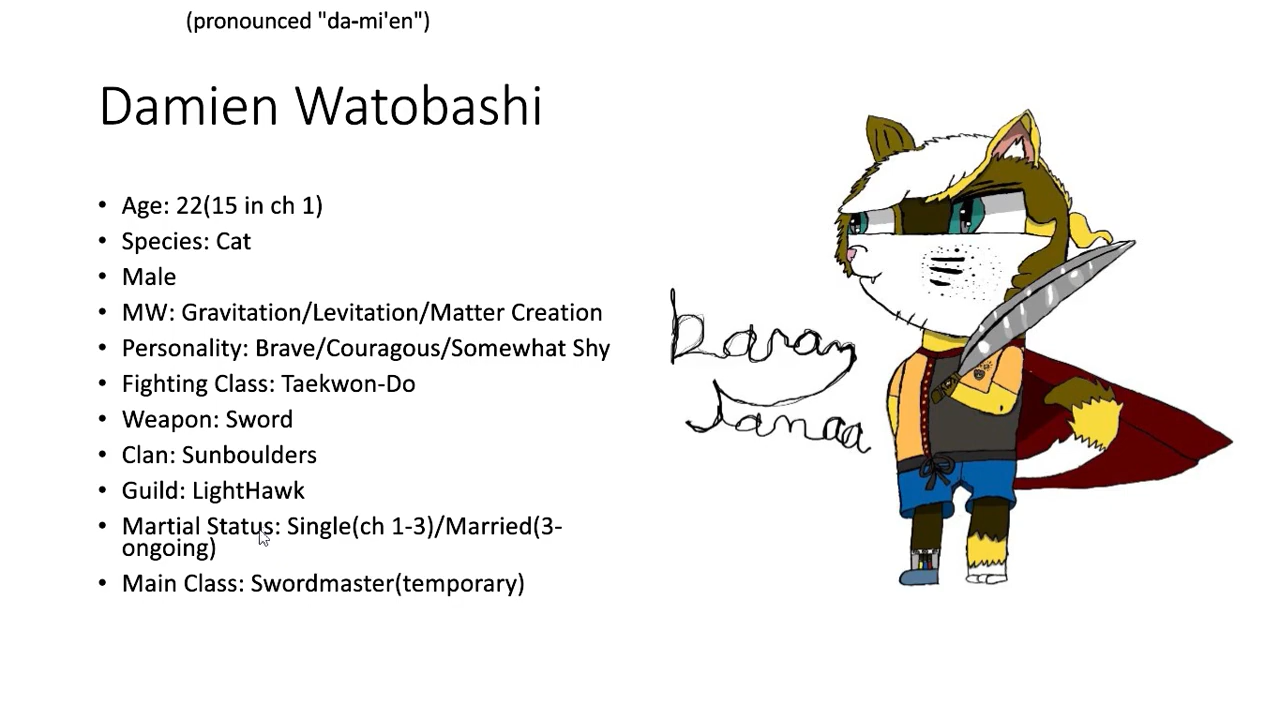 (pronounced "da-mi'en")
Damien Watobashi
• Age: 22(15 in ch 1)
• Species: Cat
• Male
• MW: Gravitation/Levitation/Matter Creation
• Personality: Brave/Couragous/Somewhat Shy
• Fighting Class: Taekwon-Do
• Weapon: Sword
• Clan: Sunboulders
• Guild: LightHawk
• Martial Status: Single(ch 1-3)/Married(3-
ongoing)
• Main Class: Swordmaster(temporary)